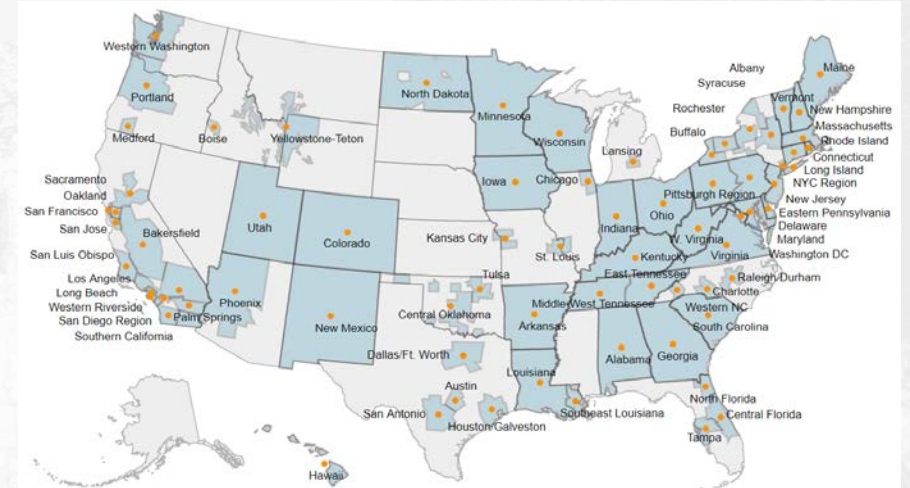 Western Washington
Portland
Medford
Boise
Yellowstone-Teton
North Dakota
Minnesota
Wisconsin
Lansing
Iowa
Chicago
Albany
Syracuse
Rochester
Buffalo
Maine
Vermont
New Hampshire
Massachusetts
Rhode Island
Connecticut
Long Island
NYC Region
New Jersey
Eastern Pennsylvania
Delaware
Maryland
Washington DC
Pittsburgh Region
Ohio
Indiana
W. Virginia
Virginia
Kentucky
East Tennessee
Middle-West Tennessee
Raleigh/Durham
Charlotte
Western NC
South Carolina
Sacramento
Oakland
San Francisco
San Jose
Bakersfield
San Luis Obispo
Los Angeles
Long Beach
Western Riverside
San Diego Region
Palm Springs
Southern California
Utah
Colorado
Phoenix
New Mexico
Kansas City
St. Louis
Tulsa
Central Oklahoma
Arkansas
Dallas/Ft. Worth
Austin
San Antonio
Houston/Galveston
Louisiana
Southeast Louisiana
Alabama
Georgia
North Florida
Central Florida
Tampa
Hawaii